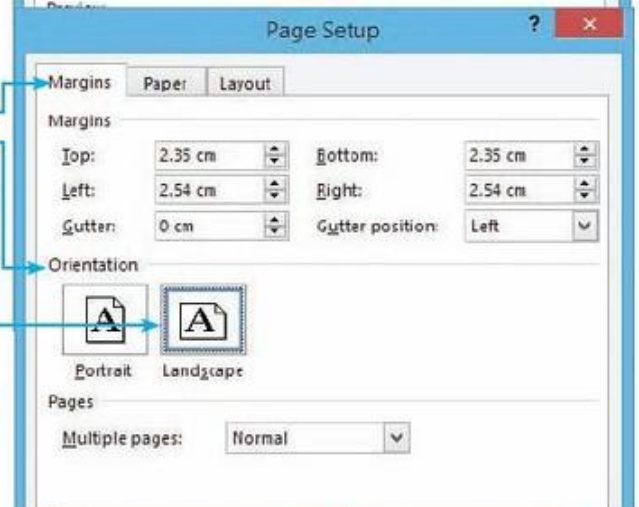 Preview
Page Setup ?
Margins Paper Layout
Margins
Top: 2.35 cm Bottom: 2.35 cm
Left: 2.54 cm Right: 2.54 cm
Gutter: 0 cm Gutter position: Left
Orientation
A A
Portrait Landscape
Pages
Multiple pages: Normal